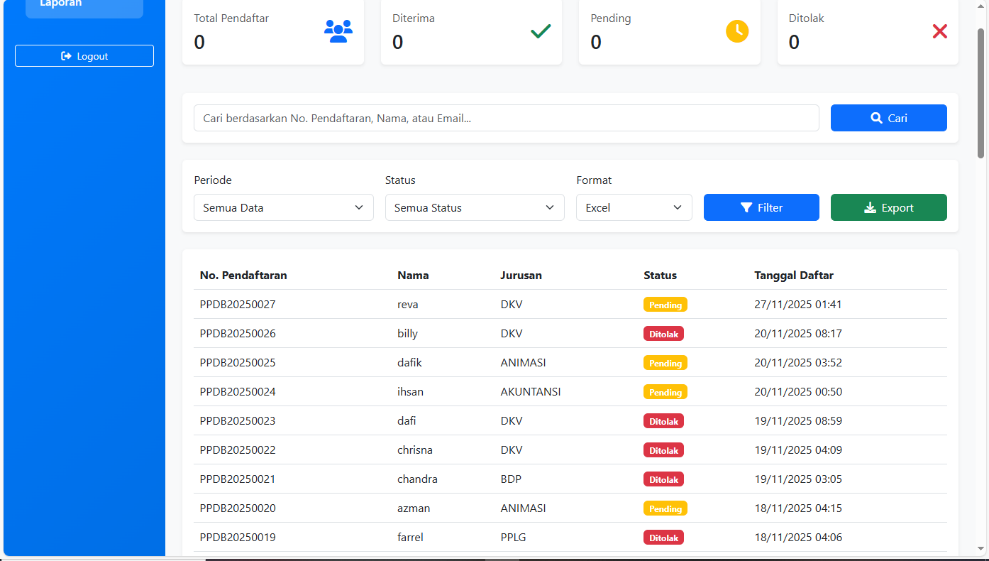 Laporan
Logout
Total Pendaftar Diterima Pending Ditolak
0 0 0 0
Cari berdasarkan No. Pendaftaran, Nama, atau Email... Cari
Periode Status Format
Semua Data Semua Status Excel Filter Export
No. Pendaftaran Nama Jurusan Status Tanggal Daftar
PPDB20250027 reva DKV Pending 27/11/2025 01:41
PPDB20250026 billy DKV Ditolak 20/11/2025 08:17
PPDB20250025 dafik ANIMASI Pending 20/11/2025 03:52
PPDB20250024 ihsan AKUNTANSI Pending 20/11/2025 00:50
PPDB20250023 dafi DKV Ditolak 19/11/2025 08:59
PPDB20250022 chrisna DKV Ditolak 19/11/2025 04:09
PPDB20250021 chandra BDP Ditolak 19/11/2025 03:05
PPDB20250020 azman ANIMASI Pending 18/11/2025 04:15
PPDB20250019 farrel PPLG Ditolak 18/11/2025 04:06